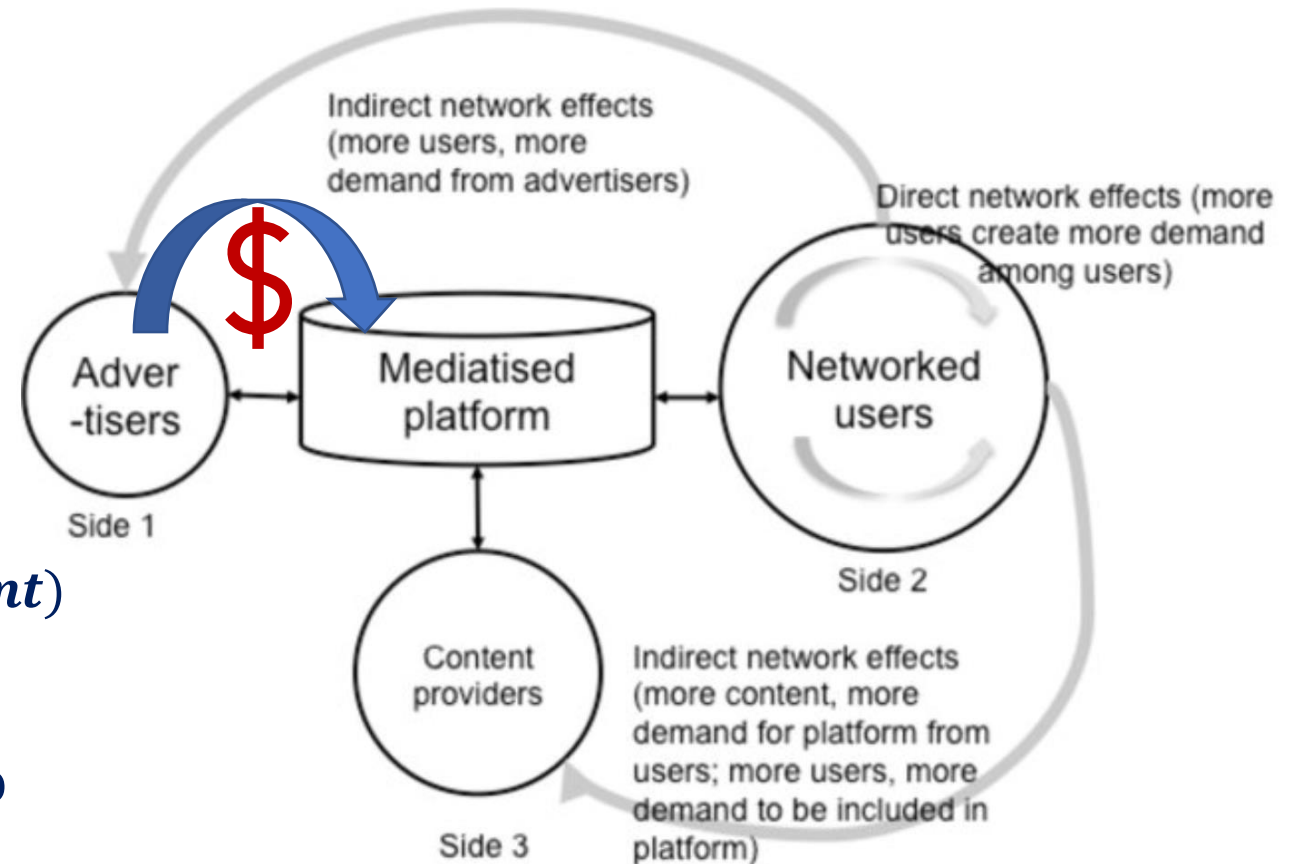 Indirect network effects
(more users, more
demand from advertisers)
Direct network effects (more
users create more demand
among users)
$
Adver
-tisers
Mediatised
platform
Networked
users
Side 1
Side 2
nt)
Content
providers
Indirect network effects
(more content, more
demand for platform from
users; more users, more
demand to be included in
platform)
Side 3